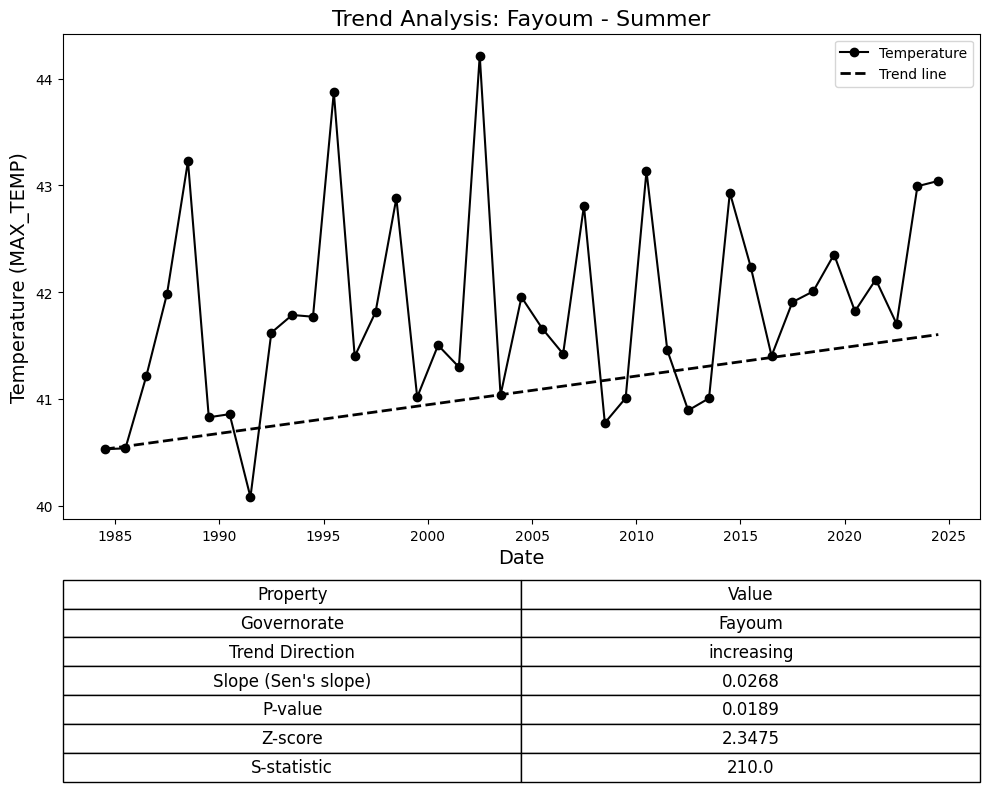 Trend Analysis: Fayoum - Summer
Temperature
Trend line
Temperature (MAX_TEMP)
44
43
42
41
40
1985 1990 1995 2000 2005 2010 2015 2020 2025
Date
Property Value
Governorate Fayoum
Trend Direction increasing
Slope (Sen's slope) 0.0268
P-value 0.0189
Z-score 2.3475
S-statistic 210.0